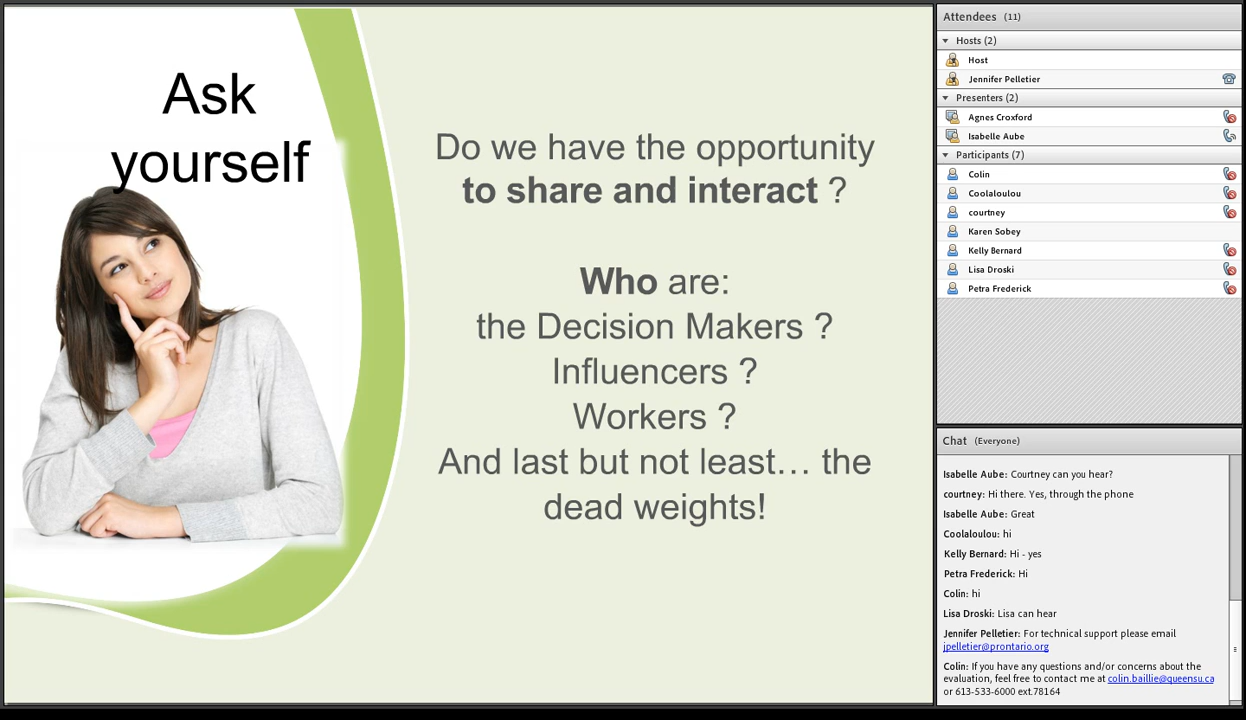 Ask
yourself
Do we have the opportunity
to share and interact ?
Who are:
the Decision Makers ?
Influencers ?
Workers ?
And last but not least… the
dead weights!
Attendees (11)
Hosts (2)
Host
Jennifer Pelletier
Presenters (2)
Agnes Croxford
Isabelle Aube
Participants (7)
Colin
Coolaloulou
courtney
Karen Sobey
Kelly Bernard
Lisa Droski
Petra Frederick
Chat (Everyone)
Isabelle Aube: Courtney can you hear?
courtney: Hi there. Yes, through the phone
Isabelle Aube: Great
Coolaloulou: hi
Kelly Bernard: Hi - yes
Petra Frederick: Hi
Colin: hi
Lisa Droski: Lisa can hear
Jennifer Pelletier: For technical support please email
jpelletier@prontario.org
Colin: If you have any questions and/or concerns about the
evaluation, feel free to contact me at colin.baillie@queensu.ca
or 613-533-6000 ext.78164